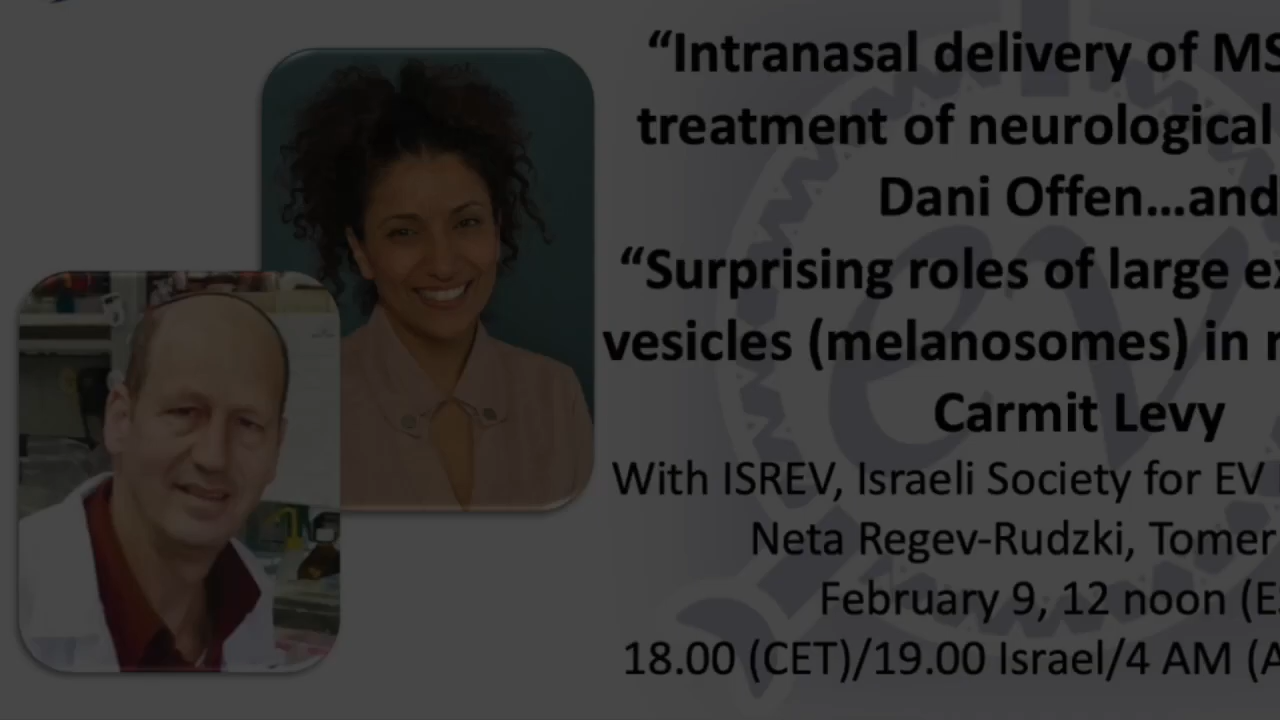 “Intranasal delivery of MS
treatment of neurological
Dani Offen...and
“Surprising roles of large ex
vesicles (melanosomes) in
Carmit Levy
With ISREV, Israeli Society for EV
Neta Regev-Rudzki, Tomer
February 9, 12 noon (E
18.00 (CET)/19.00 Israel/4 AM (A
ev